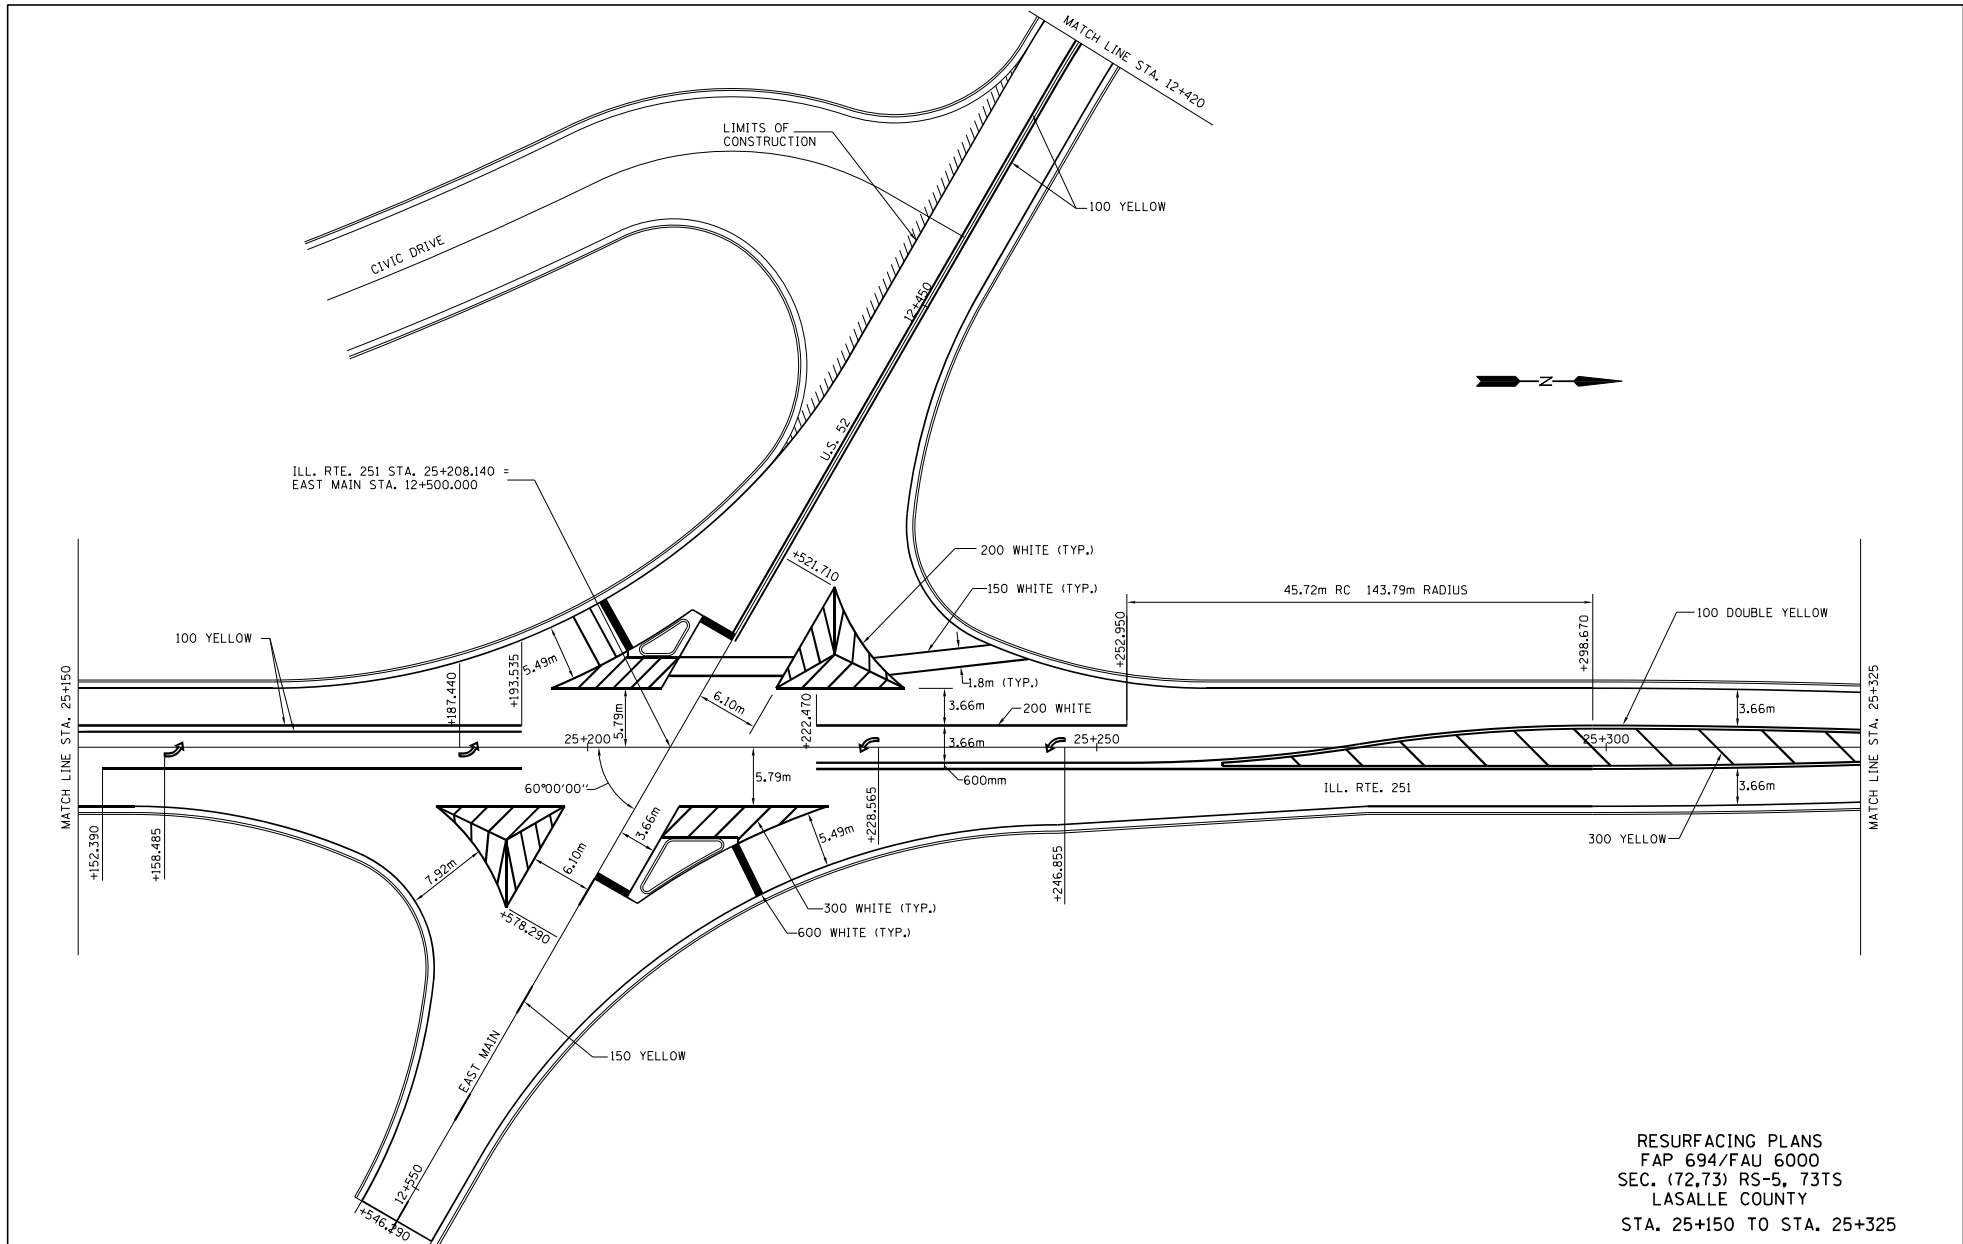 MATCH LINE STA. 12+420
LIMITS OF
CONSTRUCTION
100 YELLOW
CIVIC DRIVE
12+450
N
U.S. 52
ILL. RTE. 251 STA. 25+208.140 =
EAST MAIN STA. 12+500.000
+521.710
200 WHITE (TYP.)
150 WHITE (TYP.)
45.72m RC 143.79m RADIUS
100 DOUBLE YELLOW
100 YELLOW
+252.950
+298.670
5.49m
+193.535
+187.440
1.8m (TYP.)
6.10m
5.79m
+222.470
3.66m
200 WHITE
3.66m
MATCH LINE STA. 25+150
MATCH LINE STA. 25+325
25+200
25+250
25+300
3.66m
600mm
5.79m
60°00'00"
ILL. RTE. 251
3.66m
+152.390
+158.485
3.66m
5.49m
+228.565
+246.855
300 YELLOW
7.92m
6.10m
300 WHITE (TYP.)
+578.290
600 WHITE (TYP.)
150 YELLOW
EAST MAIN
12+550
+546.290
RESURFACING PLANS
FAP 694/FAU 6000
SEC. (72,73) RS-5, 73TS
LASALLE COUNTY
STA. 25+150 TO STA. 25+325